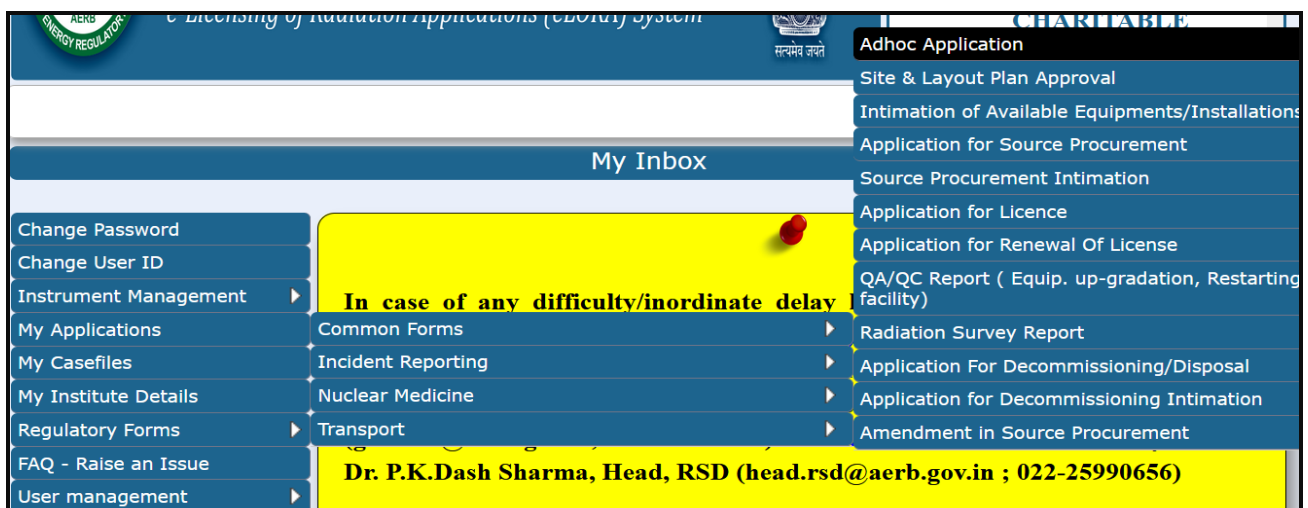 AERB
ENERGY REGULATORY
e-Licensing of Radiation Applications (eLORA) System
सत्यमेव जयते
CHARITABLE
My Inbox
Change Password
Change User ID
Instrument Management
My Applications
My Casefiles
My Institute Details
Regulatory Forms
FAQ - Raise an Issue
User management
In case of any difficulty/inordinate delay
Common Forms
Incident Reporting
Nuclear Medicine
Transport
Dr. P.K.Dash Sharma, Head, RSD (head.rsd@aerb.gov.in ; 022-25990656)
Adhoc Application
Site & Layout Plan Approval
Intimation of Available Equipments/Installations
Application for Source Procurement
Source Procurement Intimation
Application for Licence
Application for Renewal Of License
QA/QC Report ( Equip. up-gradation, Restarting
facility)
Radiation Survey Report
Application For Decommissioning/Disposal
Application for Decommissioning Intimation
Amendment in Source Procurement